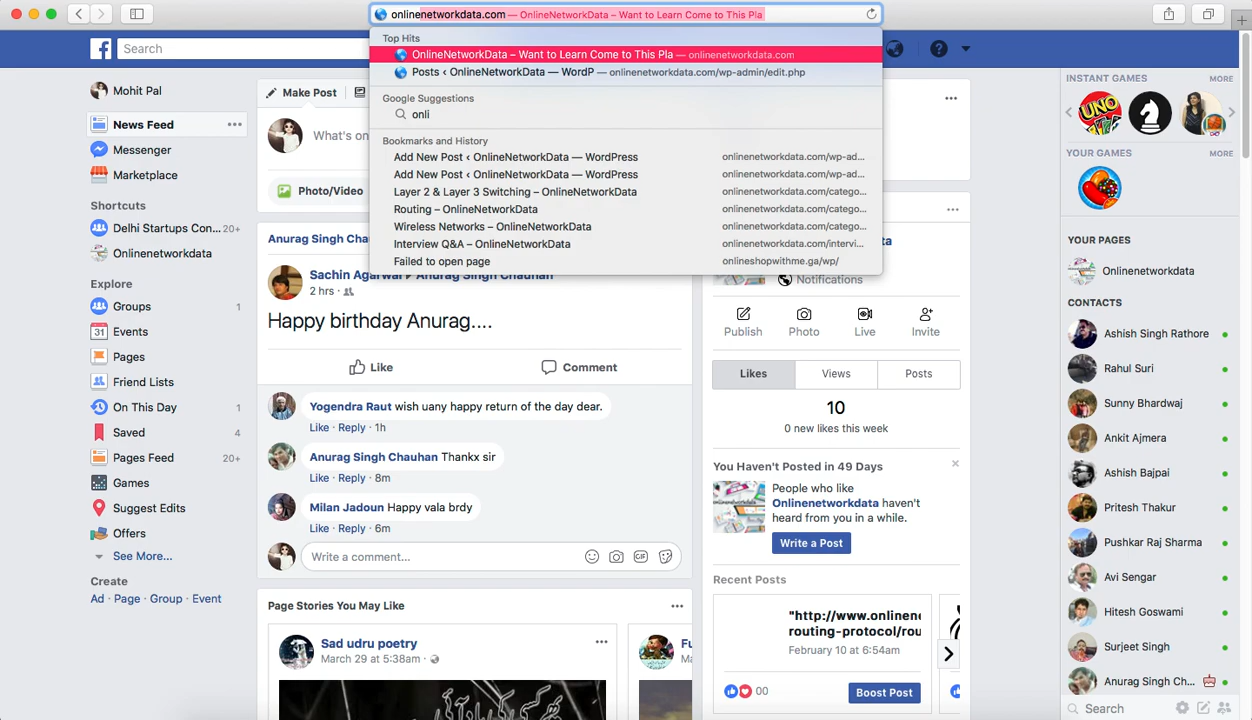 onlinenetworkdata.com — OnlineNetworkData – Want to Learn Come to This Pla
Top Hits
OnlineNetworkData – Want to Learn Come to This Pla — onlinenetworkdata.com
Posts ‹ OnlineNetworkData — WordP — onlinenetworkdata.com/wp-admin/edit.php
Google Suggestions
onli
Bookmarks and History
Add New Post ‹ OnlineNetworkData — WordPress onlinenetworkdata.com/wp-ad...
Add New Post ‹ OnlineNetworkData — WordPress onlinenetworkdata.com/wp-ad...
Layer 2 & Layer 3 Switching – OnlineNetworkData onlinenetworkdata.com/catego...
Routing – OnlineNetworkData onlinenetworkdata.com/catego...
Wireless Networks – OnlineNetworkData onlinenetworkdata.com/catego...
Interview Q&A – OnlineNetworkData onlinenetworkdata.com/intervi...
Failed to open page onlineshopwithme.ga/wp/
Search
Mohit Pal
News Feed
Messenger
Marketplace
Shortcuts
Delhi Startups Con... 20+
Onlinenetworkdata
Explore
Groups 1
31 Events
Pages
Friend Lists
On This Day 1
Saved 4
Pages Feed 20+
Games
Suggest Edits
Offers
See More...
Create
Ad · Page · Group · Event
Make Post
What's on
Photo/Video
Anurag Singh Cha
Sachin Agarwal ▸ Anurag Singh Chauhan
2 hrs ·
Happy birthday Anurag....
Like Comment
Yogendra Raut wish uany happy return of the day dear.
Like · Reply · 1h
Anurag Singh Chauhan Thankx sir
Like · Reply · 8m
Milan Jadoun Happy vala brdy
Like · Reply · 6m
Write a comment...
GIF
Page Stories You May Like
Sad udru poetry
March 29 at 5:38am ·
Fu
Ma
ta
Notifications
Publish Photo Live Invite
Likes Views Posts
10
0 new likes this week
You Haven't Posted in 49 Days
People who like
Onlinenetworkdata haven't
heard from you in a while.
Write a Post
Recent Posts
"http://www.onlinene
routing-protocol/rou
February 10 at 6:54am
00
Boost Post
INSTANT GAMES MORE
UNO
YOUR GAMES MORE
YOUR PAGES
Onlinenetworkdata
CONTACTS
Ashish Singh Rathore
Rahul Suri
Sunny Bhardwaj
Ankit Ajmera
Ashish Bajpai
Pritesh Thakur
Pushkar Raj Sharma
Avi Sengar
Hitesh Goswami
Surjeet Singh
Anurag Singh Ch...
Search